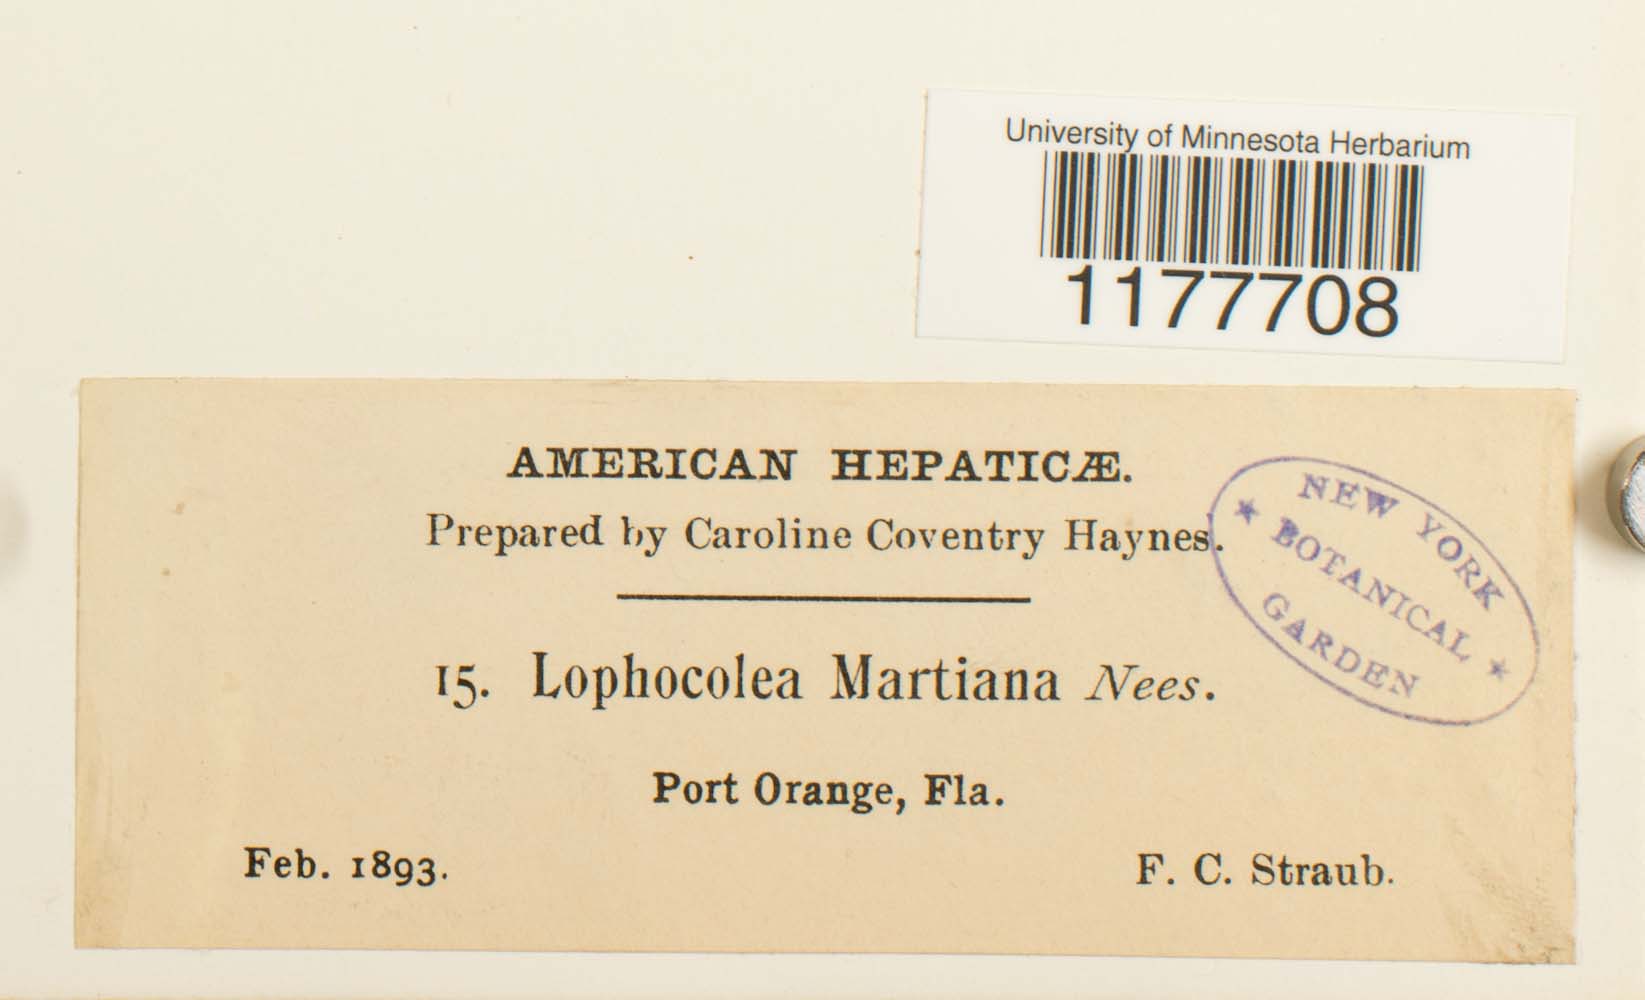 University of Minnesota Herbarium
1177708
AMERICAN HEPATICÆ.
Prepared by Caroline Coventry Haynes.
NEW YORK
★ BOTANICAL ★
GARDEN
15. Lophocolea Martiana Nees.
Port Orange, Fla.
Feb. 1893.
F. C. Straub.